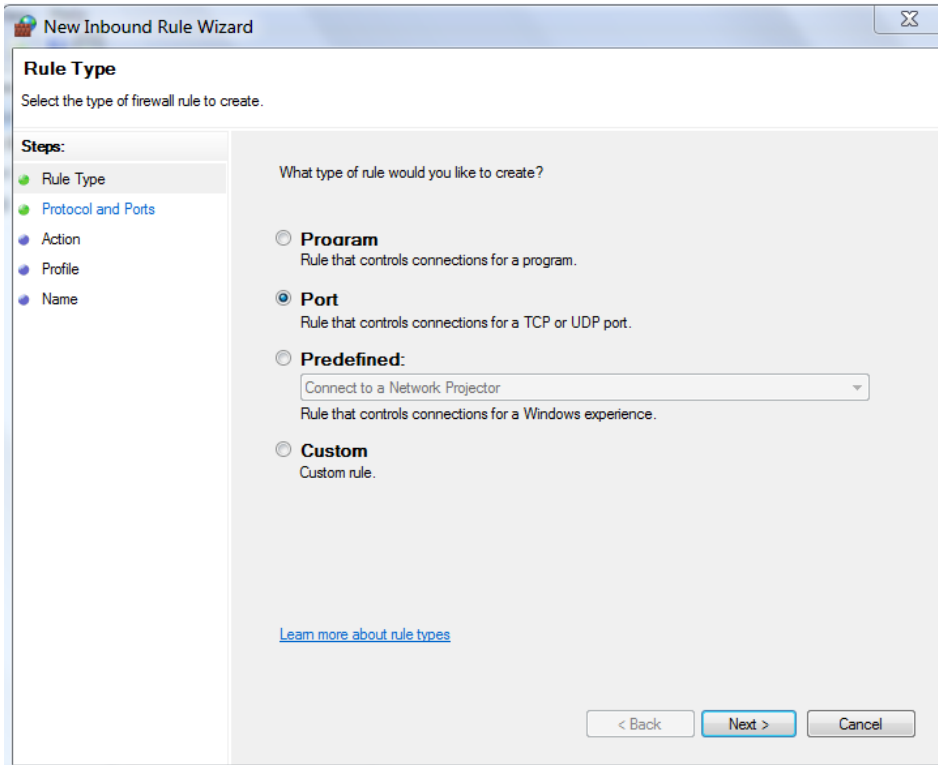 New Inbound Rule Wizard
Rule Type
Select the type of firewall rule to create.
Steps:
Rule Type
Protocol and Ports
Action
Profile
Name
What type of rule would you like to create?
Program
Rule that controls connections for a program.
Port
Rule that controls connections for a TCP or UDP port.
Predefined:
Connect to a Network Projector
Rule that controls connections for a Windows experience.
Custom
Custom rule.
Learn more about rule types
< Back
Next >
Cancel